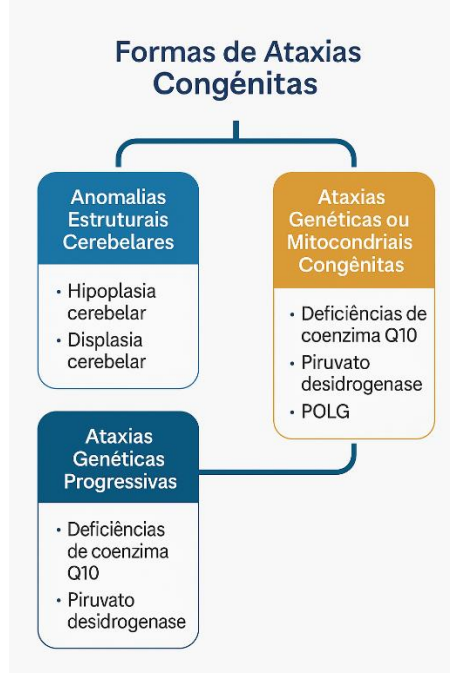 Formas de Ataxias
Congénitas
Anomalias
Estruturais
Cerebelares
• Hipoplasia
cerebelar
• Displasia
cerebelar
Ataxias
Genéticas ou
Mitocondriais
Congênitas
• Deficiências de
coenzima Q10
• Piruvato
desidrogenase
• POLG
Ataxias
Genéticas
Progressivas
• Deficiências
de coenzima
Q10
• Piruvato
desidrogenase